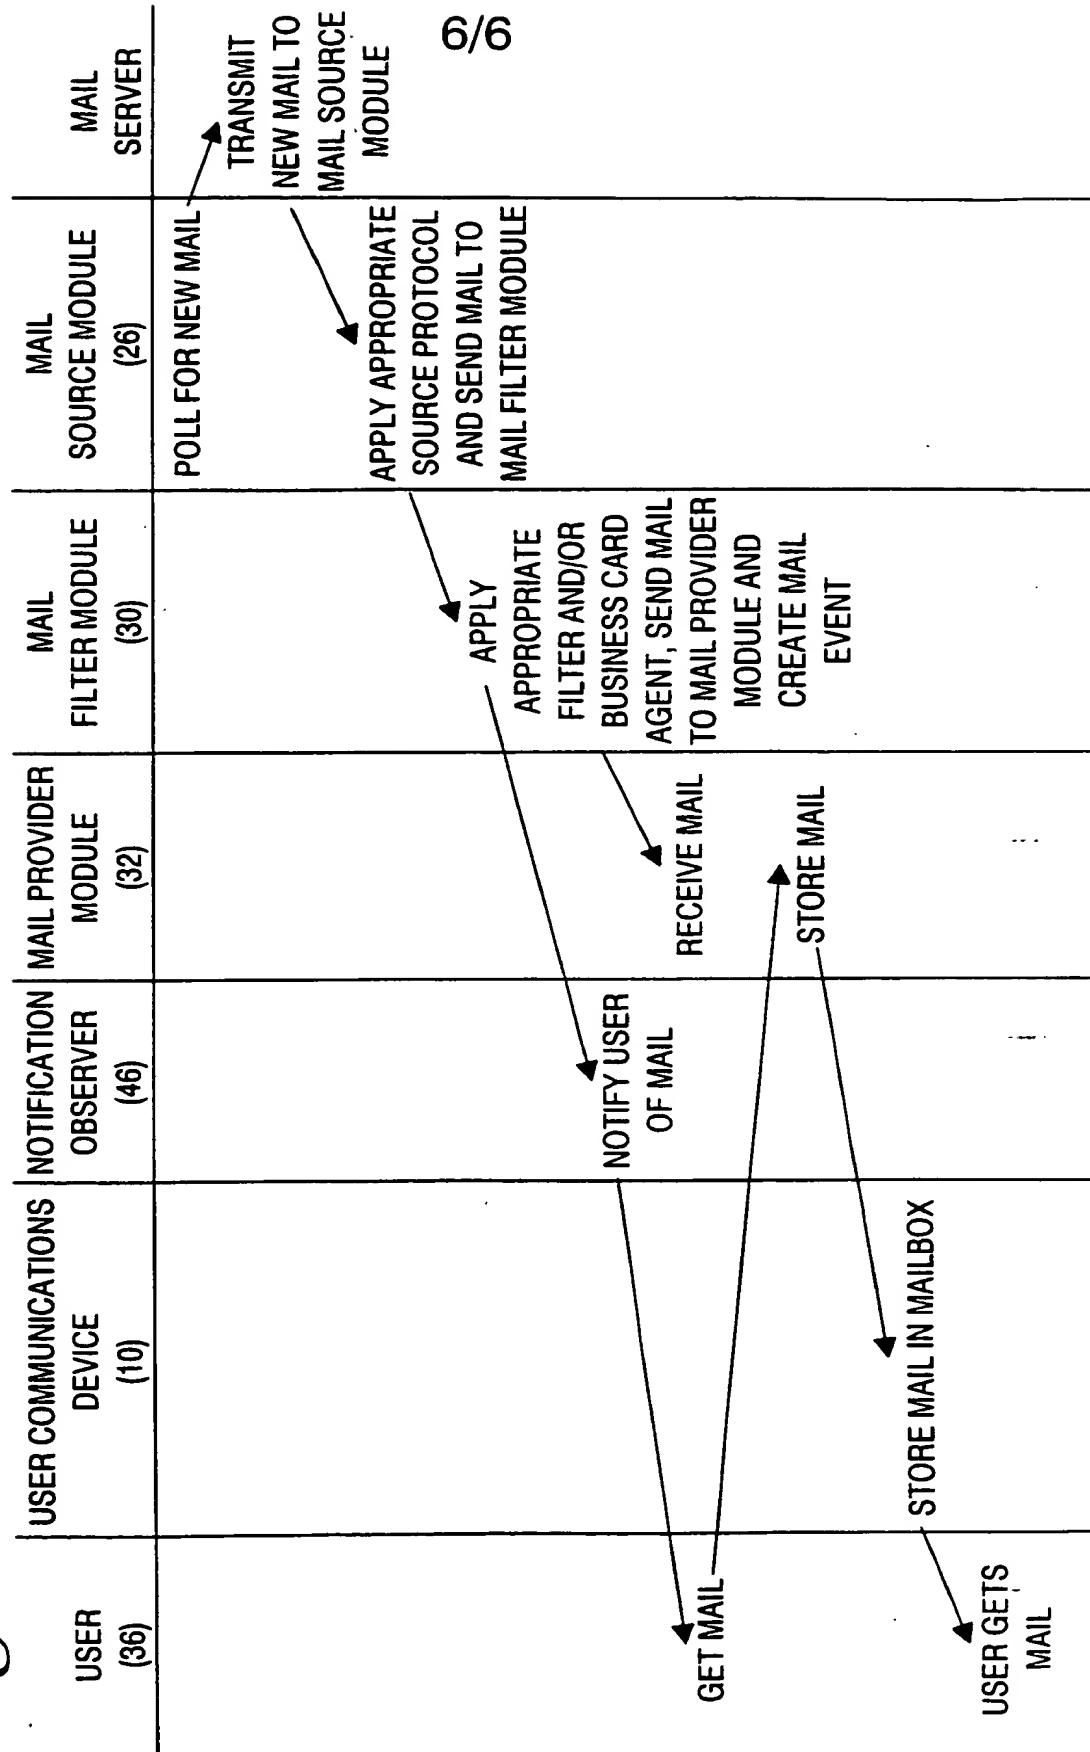 6/6
USER
(36)
USER COMMUNICATIONS
DEVICE
(10)
NOTIFICATION
OBSERVER
(46)
MAIL PROVIDER
MODULE
(32)
MAIL
FILTER MODULE
(30)
MAIL
SOURCE MODULE
(26)
MAIL
SERVER
POLL FOR NEW MAIL
TRANSMIT
NEW MAIL TO
MAIL SOURCE
MODULE
APPLY APPROPRIATE
SOURCE PROTOCOL
AND SEND MAIL TO
MAIL FILTER MODULE
APPLY
APPROPRIATE
FILTER AND/OR
BUSINESS CARD
AGENT, SEND MAIL
TO MAIL PROVIDER
MODULE AND
CREATE MAIL
EVENT
NOTIFY USER
OF MAIL
RECEIVE MAIL
GET MAIL
STORE MAIL
STORE MAIL IN MAILBOX
USER GETS
MAIL